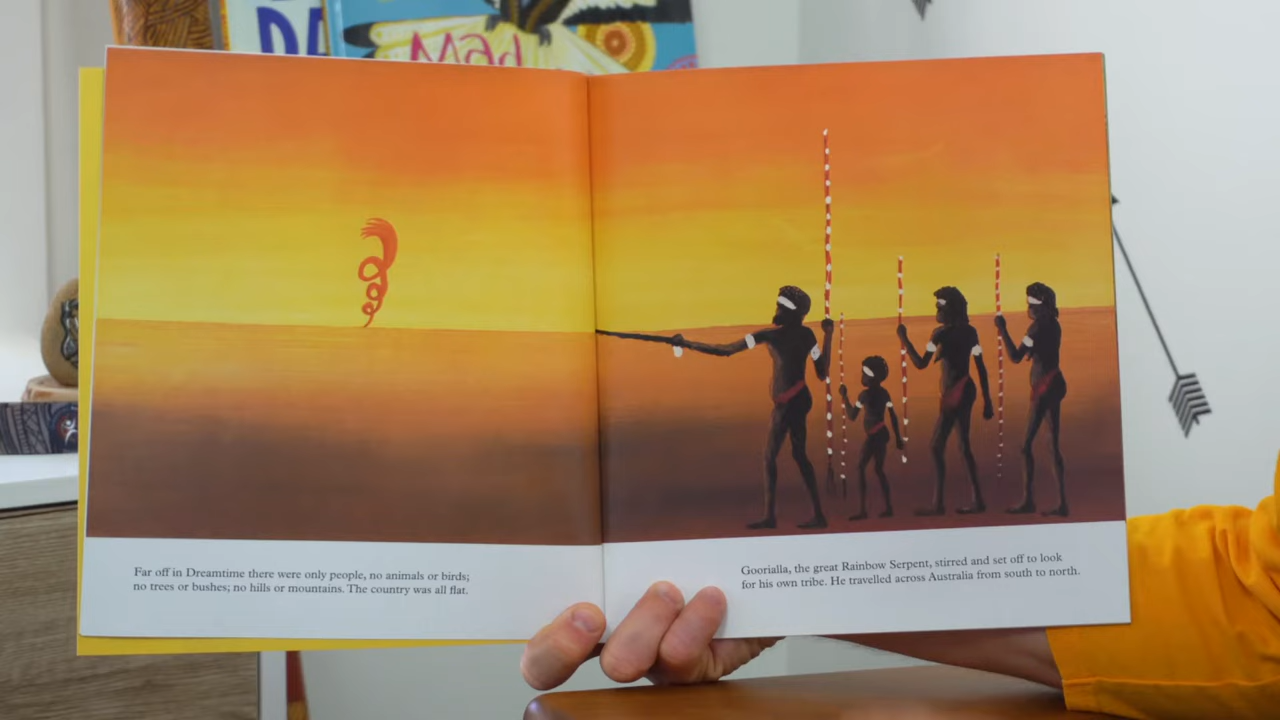 DA
Mad
Far off in Dreamtime there were only people, no animals or birds;
no trees or bushes; no hills or mountains. The country was all flat.
Goorialla, the great Rainbow Serpent, stirred and set off to look
for his own tribe. He travelled across Australia from south to north.